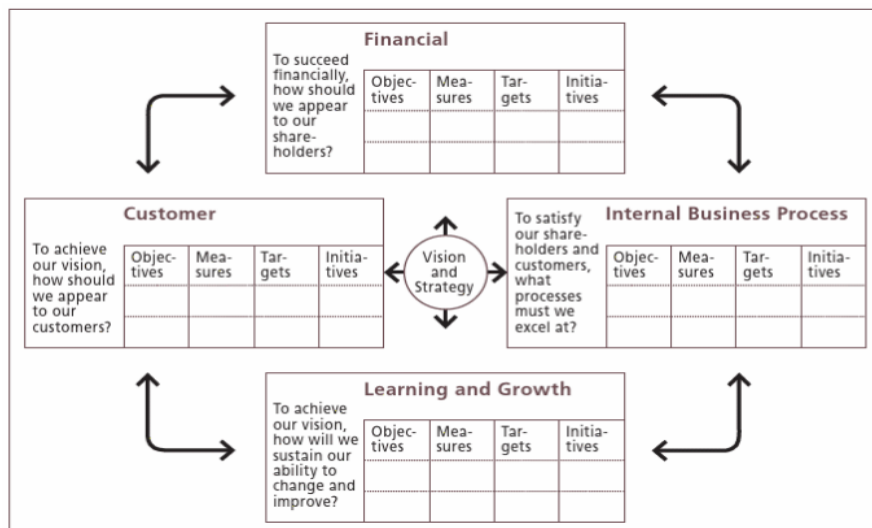 Financial
To succeed
financially,
how should
we appear
to our
share-
holders?
Objec-
tives
Mea-
sures
Tar-
gets
Initia-
tives
Customer
To achieve
our vision,
how should
we appear
to our
customers?
Objec-
tives
Mea-
sures
Tar-
gets
Initia-
tives
Vision
and
Strategy
Internal Business Process
To satisfy
our share-
holders and
customers,
what
processes
must we
excel at?
Objec-
tives
Mea-
sures
Tar-
gets
Initia-
tives
Learning and Growth
To achieve
our vision,
how will we
sustain our
ability to
change and
improve?
Objec-
tives
Mea-
sures
Tar-
gets
Initia-
tives